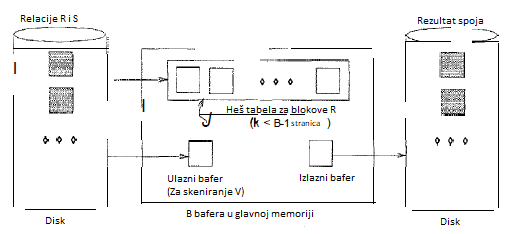 Relacije R i S
Rezultat spoja
Heš tabela za blokove R
(k < B-1 stranica )
Ulazni bafer
(Za skeniranje V)
Izlazni bafer
B bafera u glavnoj memoriji
Disk
Disk